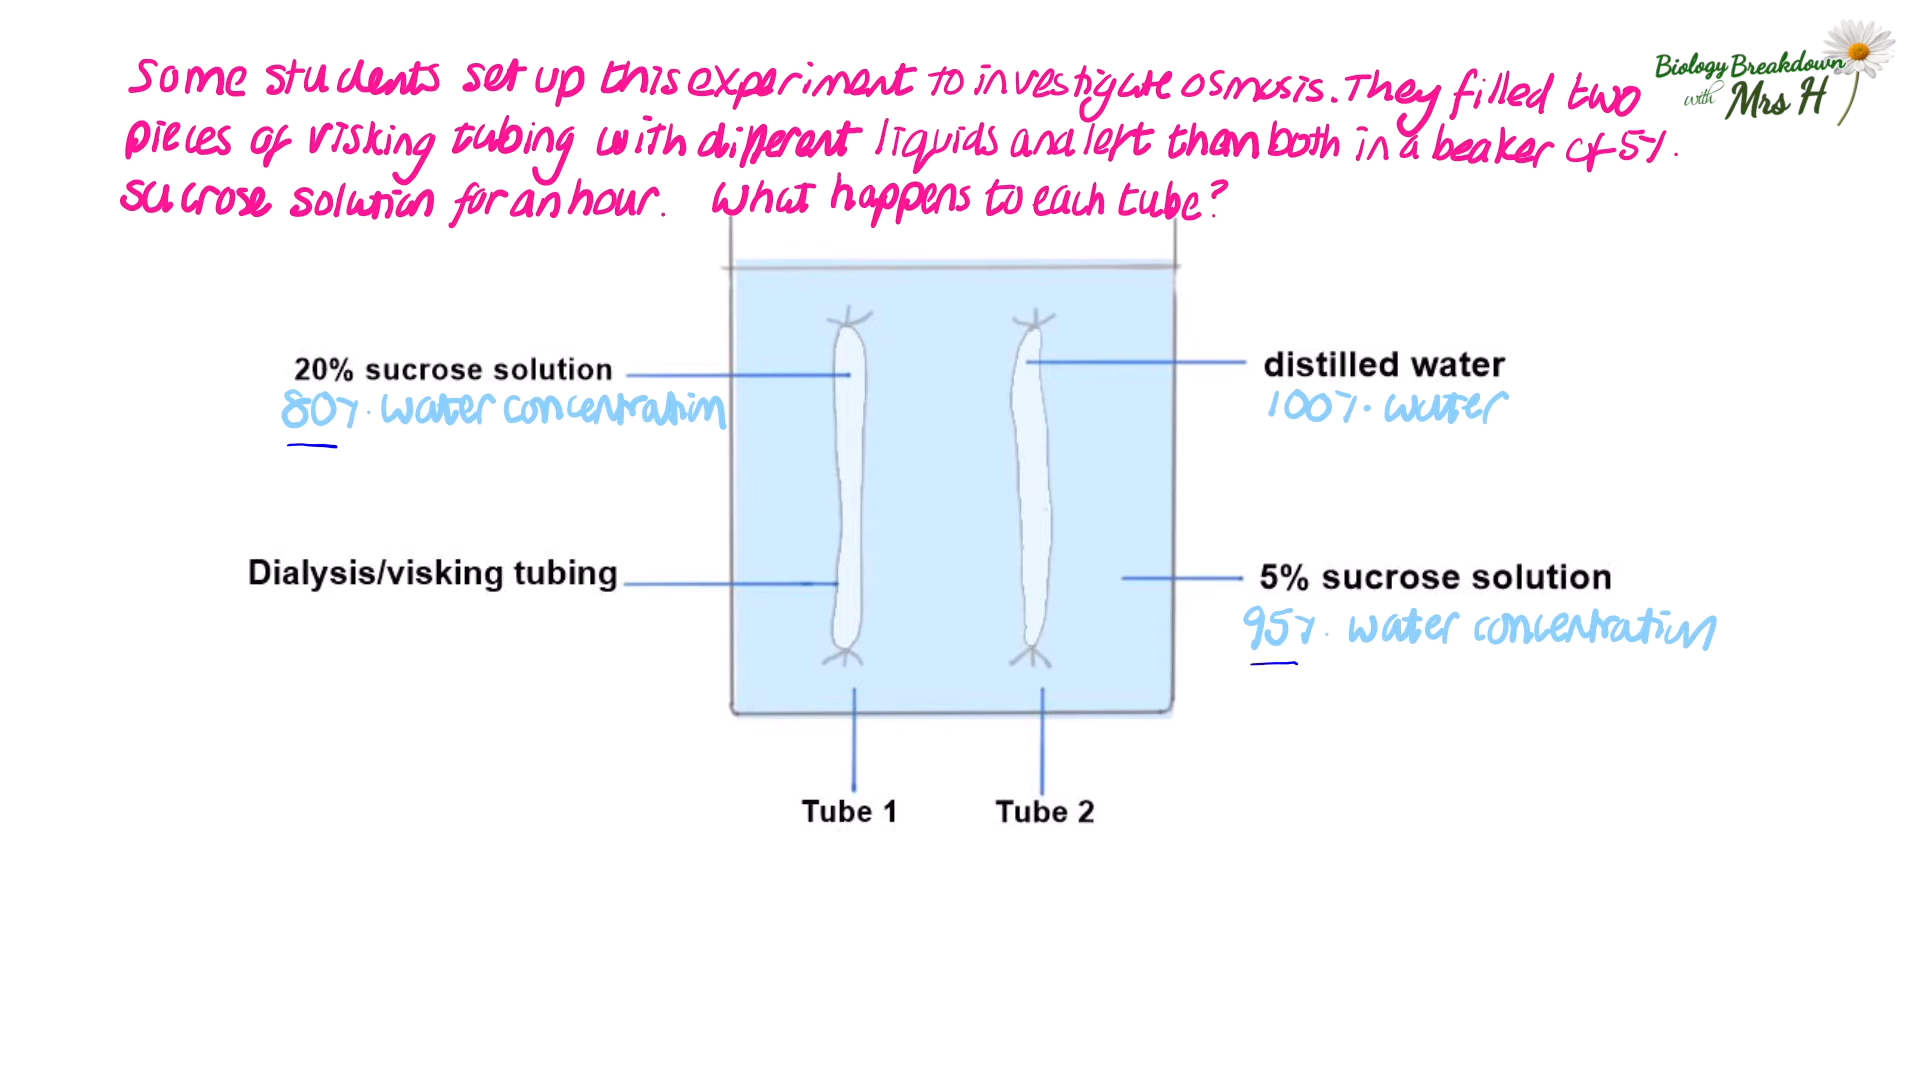 Some students set up this experiment to investigate osmosis. They filled two
pieces of visking tubing with different liquids and left them both in a beaker of 5%.
sucrose solution for an hour. What happens to each tube?
Biology Breakdown
with Mrs H
20% sucrose solution
80% water concentration
distilled water
100% water
Dialysis/visking tubing
5% sucrose solution
95% water concentration
Tube 1
Tube 2